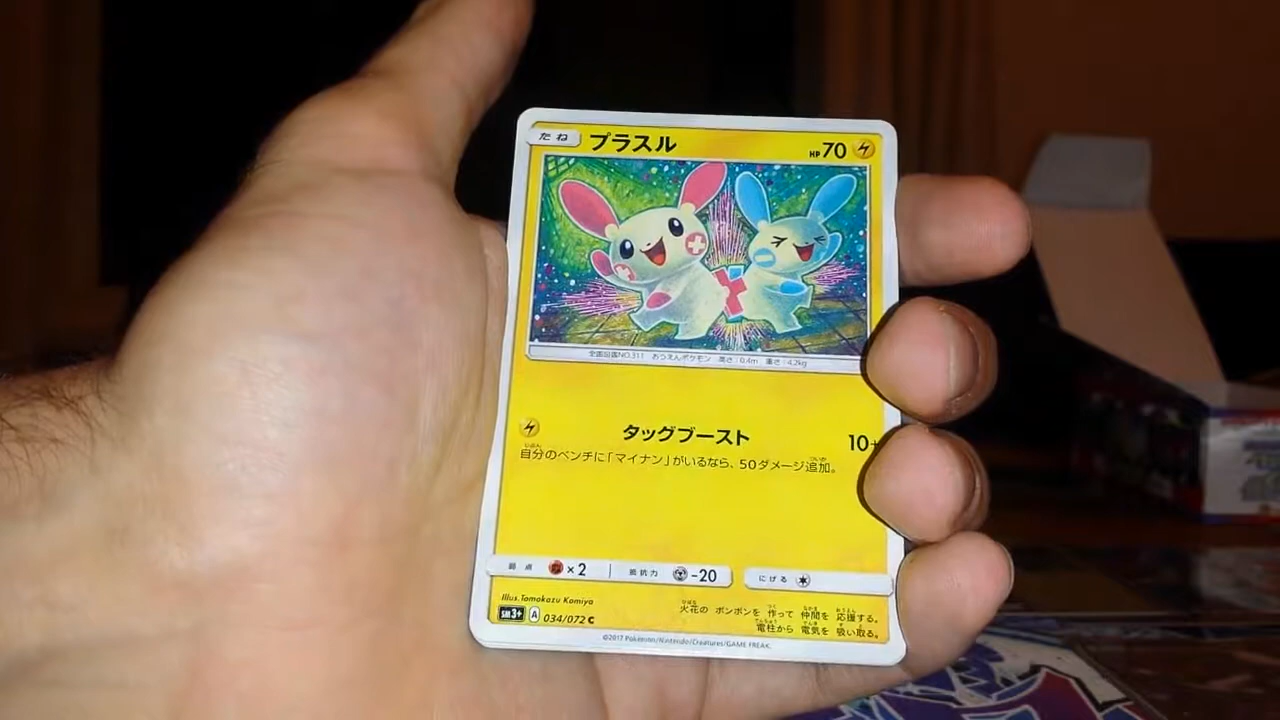 たね プラスル HP70
全国図鑑NO.311 おうえんポケモン 高さ:0.4m 重さ:4.2kg
タッグブースト 10+
自分のベンチに「マイナン」がいるなら、50ダメージ追加。
弱点 ×2 抵抗力 -20 にげる
Illus.Tomokazu Komiya
火花の ポンポンを 作って 仲間を 応援する。
SM3+ A 034/072 C
電柱から 電気を 吸い取る。
©2017 Pokémon/Nintendo/Creatures/GAME FREAK.